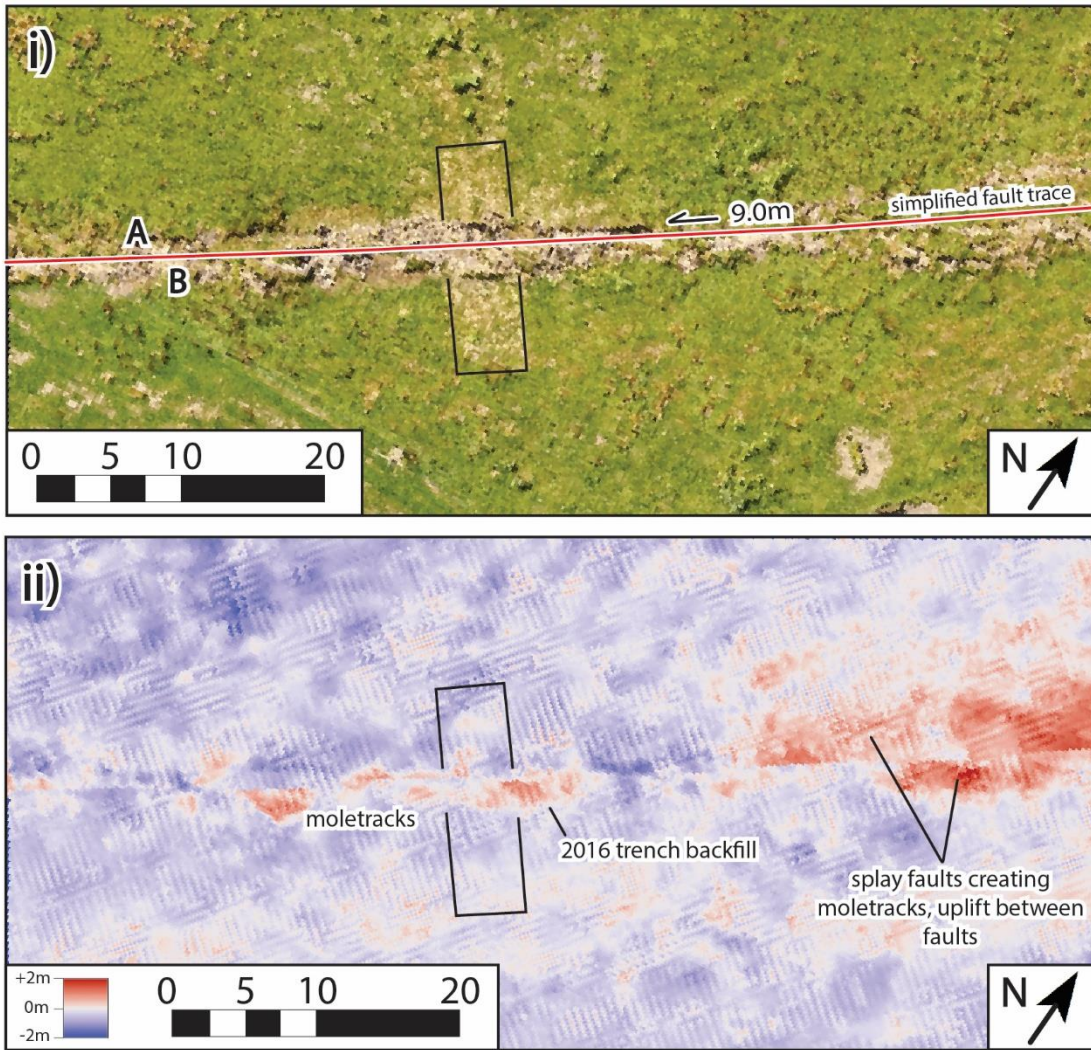 i)
A
B
9.0m
simplified fault trace
0 5 10 20
N
ii)
moletracks
2016 trench backfill
splay faults creating
moletracks, uplift between
faults
+2m
0m
-2m
0 5 10 20
N